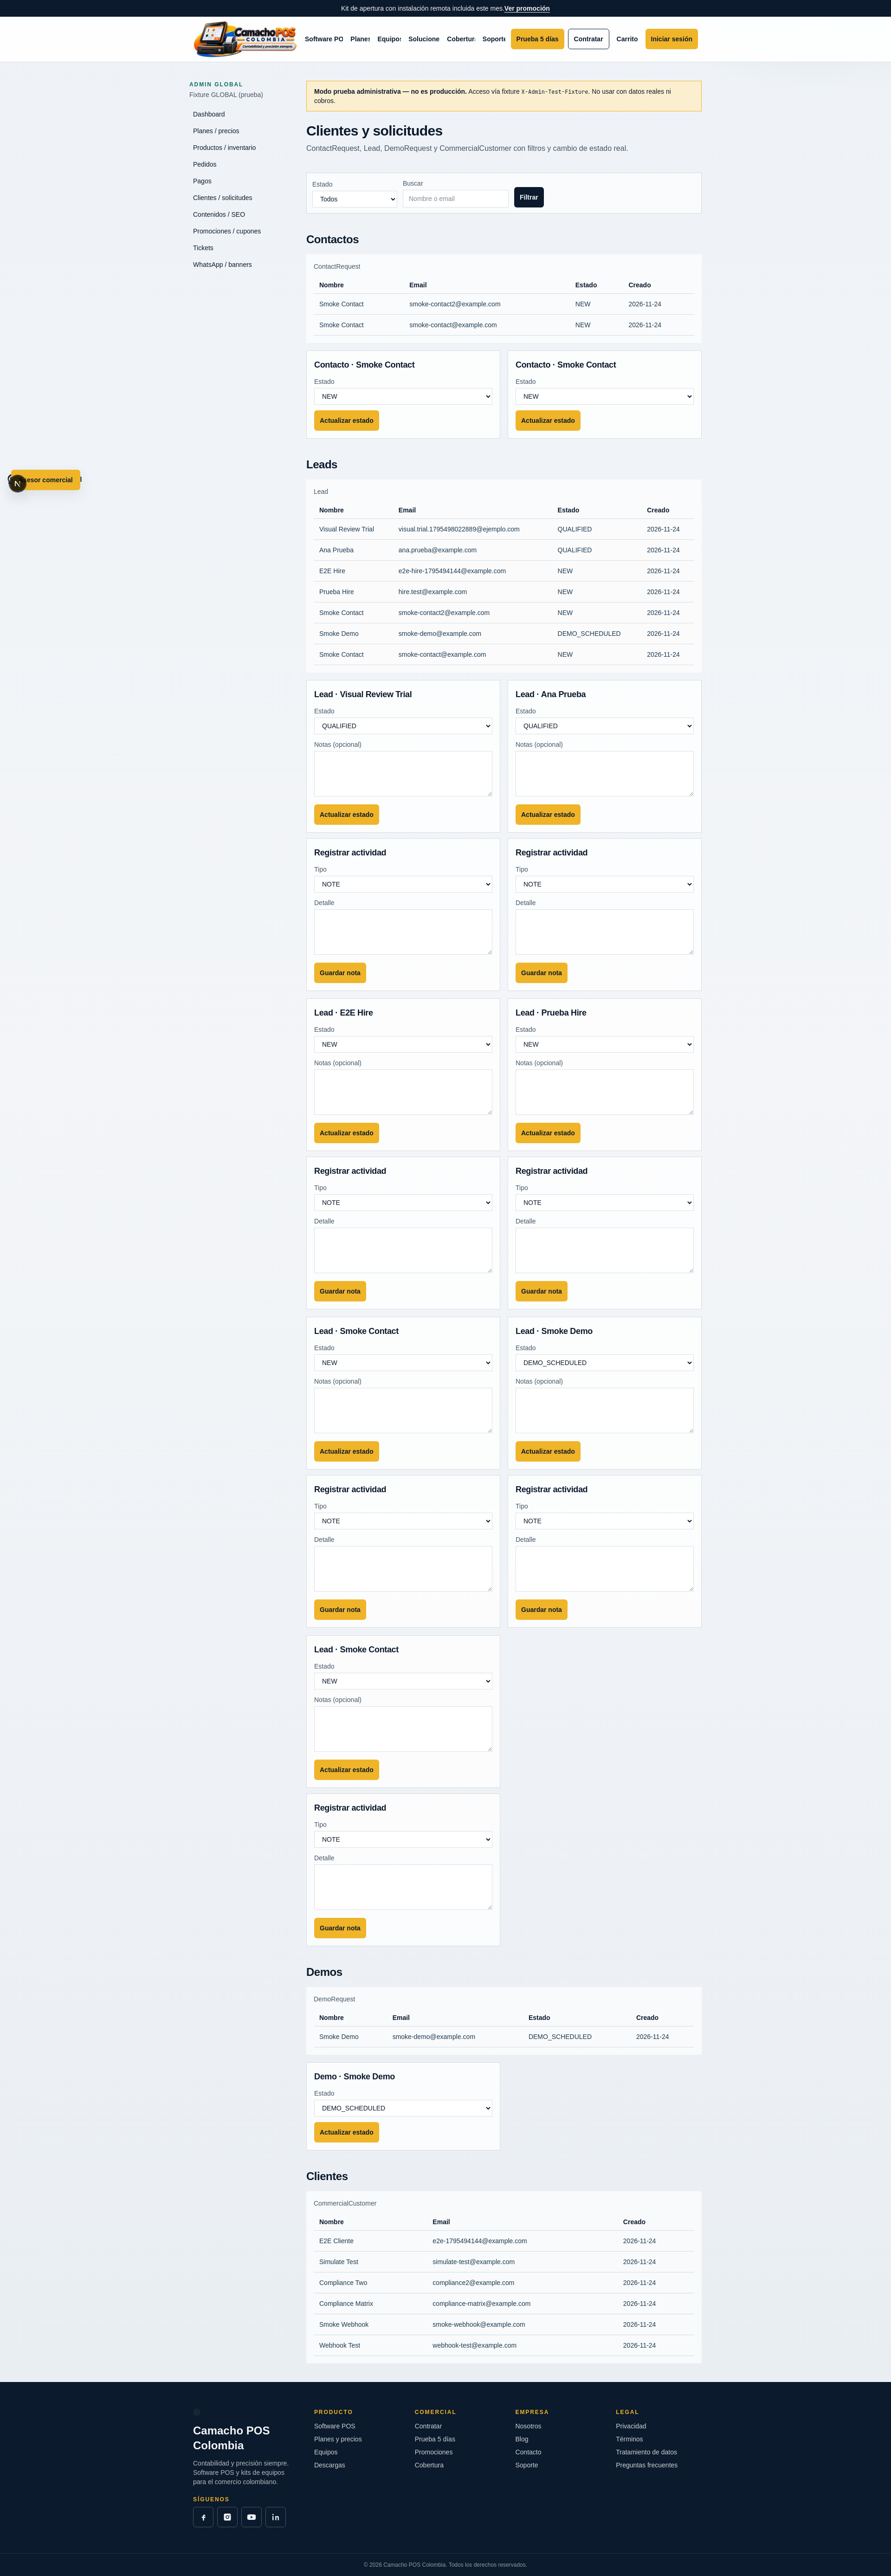 Kit de apertura con instalación remota incluida este mes. Ver promoción
CamachoPOS
COLOMBIA
Contabilidad y precisión siempre.
Software PO Planes Equipos Solucione Cobertur Soporte Prueba 5 días Contratar Carrito Iniciar sesión
ADMIN GLOBAL
Fixture GLOBAL (prueba)
Dashboard
Planes / precios
Productos / inventario
Pedidos
Pagos
Clientes / solicitudes
Contenidos / SEO
Promociones / cupones
Tickets
WhatsApp / banners
Modo prueba administrativa — no es producción. Acceso vía fixture X-Admin-Test-Fixture. No usar con datos reales ni
cobros.
Clientes y solicitudes
ContactRequest, Lead, DemoRequest y CommercialCustomer con filtros y cambio de estado real.
Estado Buscar
Todos Nombre o email Filtrar
Contactos
ContactRequest
Nombre Email Estado Creado
Smoke Contact smoke-contact2@example.com NEW 2026-11-24
Smoke Contact smoke-contact@example.com NEW 2026-11-24
Contacto · Smoke Contact Contacto · Smoke Contact
Estado Estado
NEW NEW
Actualizar estado Actualizar estado
Leads
N esor comercial
Lead
Nombre Email Estado Creado
Visual Review Trial visual.trial.1795498022889@ejemplo.com QUALIFIED 2026-11-24
Ana Prueba ana.prueba@example.com QUALIFIED 2026-11-24
E2E Hire e2e-hire-1795494144@example.com NEW 2026-11-24
Prueba Hire hire.test@example.com NEW 2026-11-24
Smoke Contact smoke-contact2@example.com NEW 2026-11-24
Smoke Demo smoke-demo@example.com DEMO_SCHEDULED 2026-11-24
Smoke Contact smoke-contact@example.com NEW 2026-11-24
Lead · Visual Review Trial Lead · Ana Prueba
Estado Estado
QUALIFIED QUALIFIED
Notas (opcional) Notas (opcional)
Actualizar estado Actualizar estado
Registrar actividad Registrar actividad
Tipo Tipo
NOTE NOTE
Detalle Detalle
Guardar nota Guardar nota
Lead · E2E Hire Lead · Prueba Hire
Estado Estado
NEW NEW
Notas (opcional) Notas (opcional)
Actualizar estado Actualizar estado
Registrar actividad Registrar actividad
Tipo Tipo
NOTE NOTE
Detalle Detalle
Guardar nota Guardar nota
Lead · Smoke Contact Lead · Smoke Demo
Estado Estado
NEW DEMO_SCHEDULED
Notas (opcional) Notas (opcional)
Actualizar estado Actualizar estado
Registrar actividad Registrar actividad
Tipo Tipo
NOTE NOTE
Detalle Detalle
Guardar nota Guardar nota
Lead · Smoke Contact
Estado
NEW
Notas (opcional)
Actualizar estado
Registrar actividad
Tipo
NOTE
Detalle
Guardar nota
Demos
DemoRequest
Nombre Email Estado Creado
Smoke Demo smoke-demo@example.com DEMO_SCHEDULED 2026-11-24
Demo · Smoke Demo
Estado
DEMO_SCHEDULED
Actualizar estado
Clientes
CommercialCustomer
Nombre Email Creado
E2E Cliente e2e-1795494144@example.com 2026-11-24
Simulate Test simulate-test@example.com 2026-11-24
Compliance Two compliance2@example.com 2026-11-24
Compliance Matrix compliance-matrix@example.com 2026-11-24
Smoke Webhook smoke-webhook@example.com 2026-11-24
Webhook Test webhook-test@example.com 2026-11-24
Camacho POS
Colombia
Contabilidad y precisión siempre.
Software POS y kits de equipos
para el comercio colombiano.
SÍGUENOS
PRODUCTO
Software POS
Planes y precios
Equipos
Descargas
COMERCIAL
Contratar
Prueba 5 días
Promociones
Cobertura
EMPRESA
Nosotros
Blog
Contacto
Soporte
LEGAL
Privacidad
Términos
Tratamiento de datos
Preguntas frecuentes
© 2026 Camacho POS Colombia. Todos los derechos reservados.